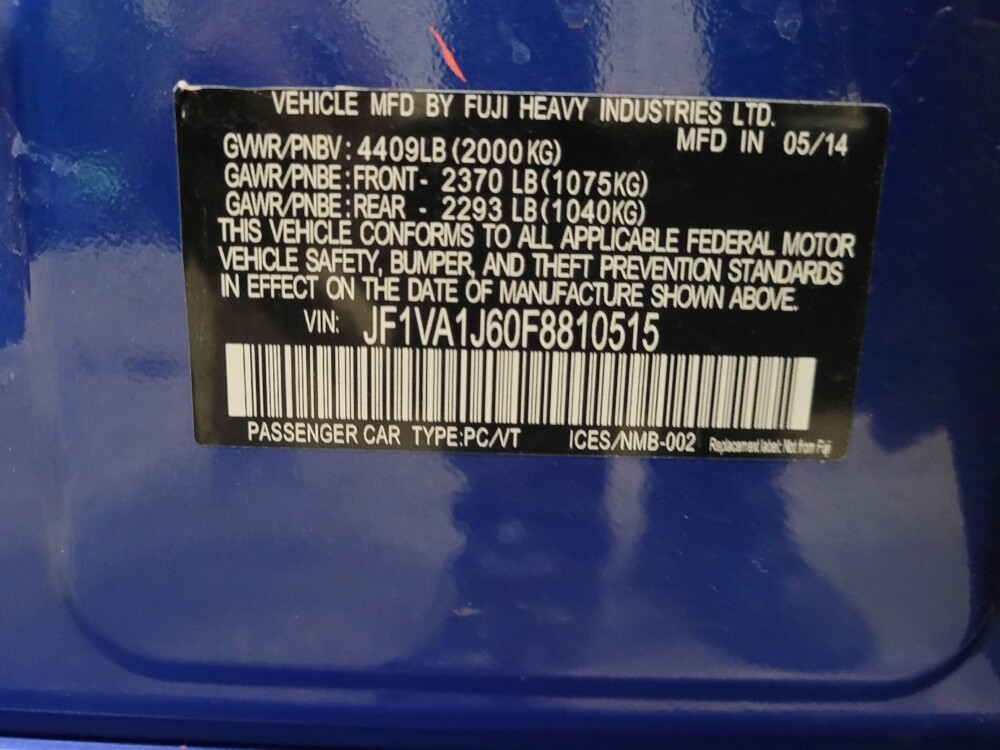 VEHICLE MFD BY FUJI HEAVY INDUSTRIES LTD.
MFD IN 05/14
GVWR/PNBV: 4409LB (2000KG)
GAWR/PNBE: FRONT- 2370 LB(1075KG)
GAWR/PNBE: REAR - 2293 LB(1040KG)
THIS VEHICLE CONFORMS TO ALL APPLICABLE FEDERAL MOTOR
VEHICLE SAFETY, BUMPER, AND THEFT PREVENTION STANDARDS
IN EFFECT ON THE DATE OF MANUFACTURE SHOWN ABOVE.
VIN: JF1VA1J60F8810515
PASSENGER CAR TYPE:PC/VT ICES/NMB-002 Replacement label: Not from Fuji